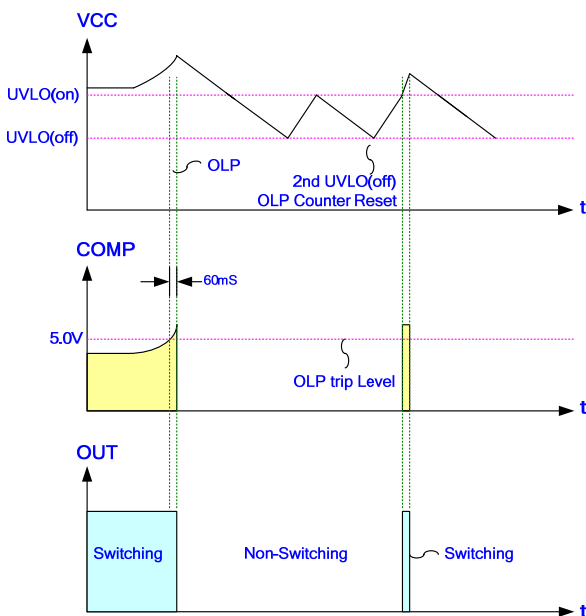 VCC
UVLO(on)
UVLO(off)
OLP
2nd UVLO(off)
OLP Counter Reset
t
COMP
60mS
5.0V
OLP trip Level
t
OUT
Switching
Non-Switching
Switching
t